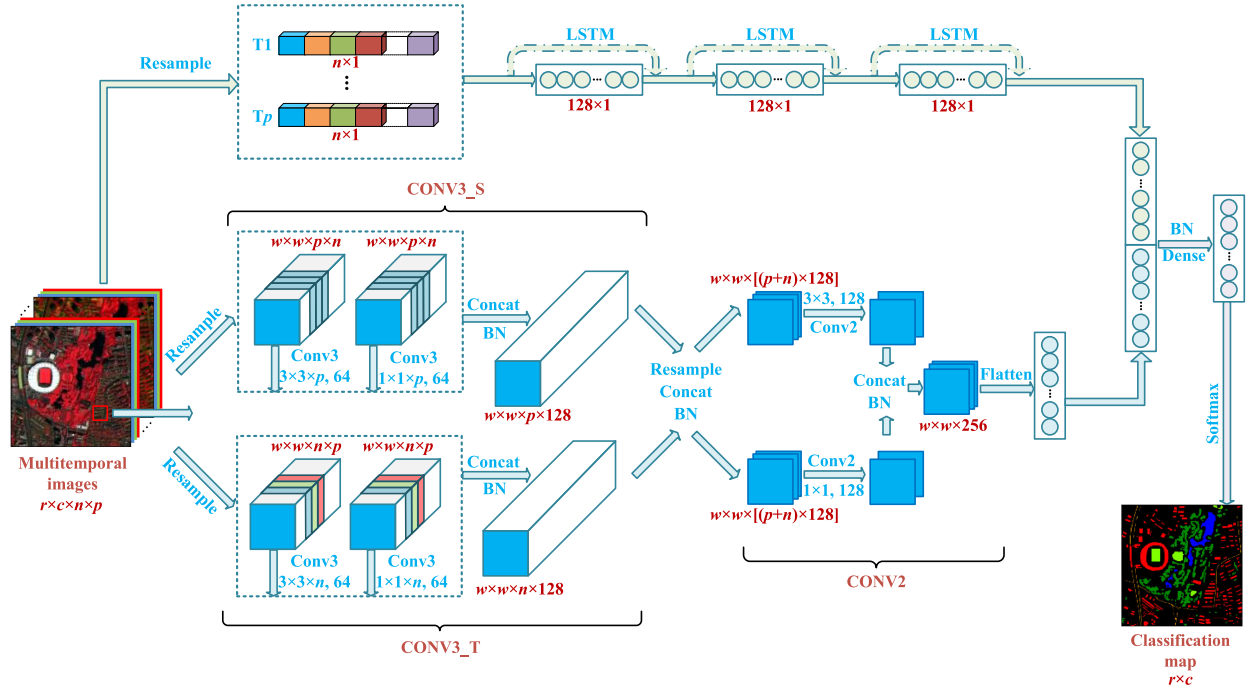 T1
n×1
⋮
Tp
n×1
Resample
LSTM
LSTM
LSTM
128×1
128×1
128×1
CONV3_S
w×w×p×n
w×w×p×n
Conv3
3×3×p, 64
Conv3
1×1×p, 64
Concat
BN
w×w×p×128
Resample
Resample
Multitemporal
images
r×c×n×p
w×w×n×p
w×w×n×p
Conv3
3×3×n, 64
Conv3
1×1×n, 64
Concat
BN
w×w×n×128
CONV3_T
Resample
Concat
BN
w×w×[(p+n)×128]
3×3, 128
Conv2
Concat
BN
w×w×256
Conv2
1×1, 128
w×w×[(p+n)×128]
CONV2
Flatten
BN
Dense
Softmax
Classification
map
r×c